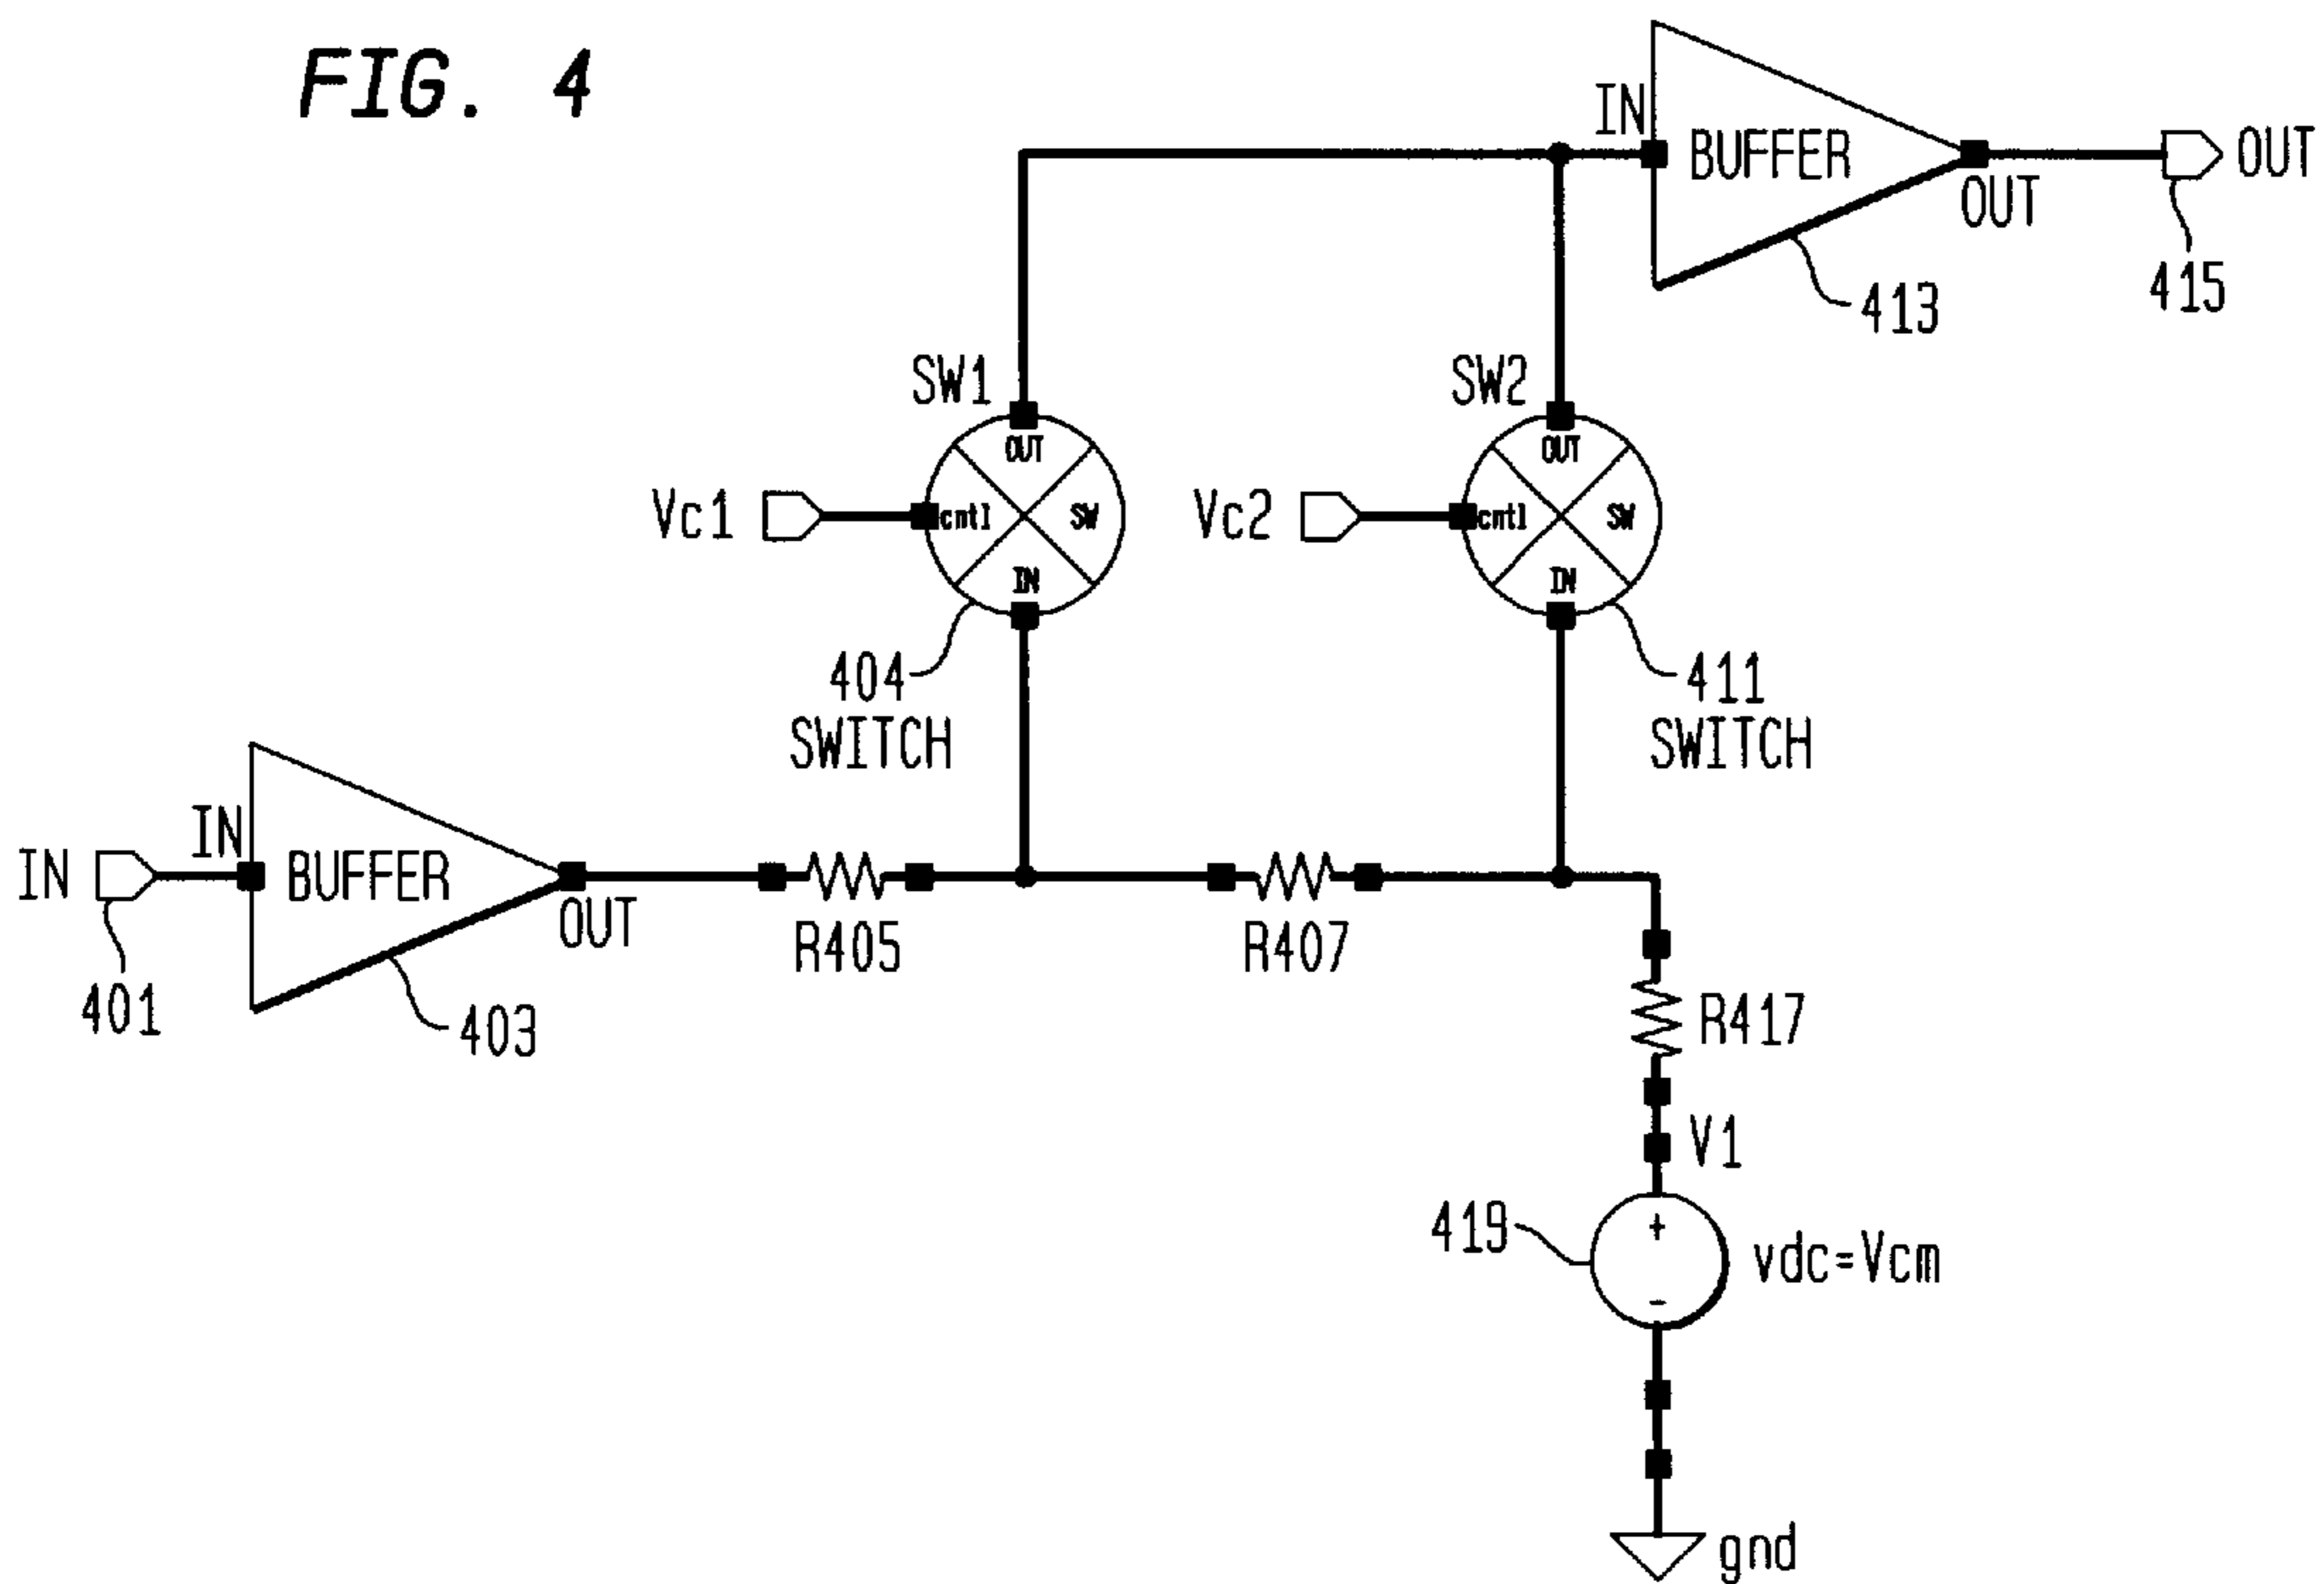 FIG. 4
IN
BUFFER
OUT
OUT
413
415
SW1
SW2
OUT
OUT
Vc1
cntl
SW
Vc2
cntl
SW
IN
IN
404
SWITCH
411
SWITCH
IN
IN
BUFFER
OUT
R405
R407
401
403
R417
V1
419
+
-
vdc=Vcm
gnd